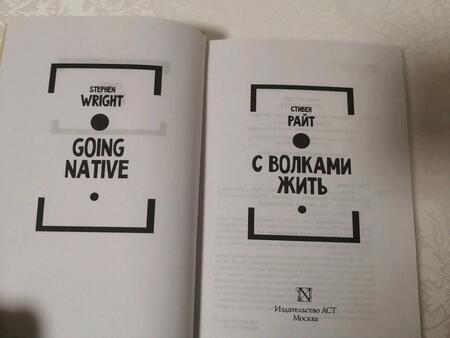 STEPHEN
WRIGHT
GOING
NATIVE
СТИВЕН
РАЙТ
С ВОЛКАМИ
ЖИТЬ
N
Издательство АСТ
Москва